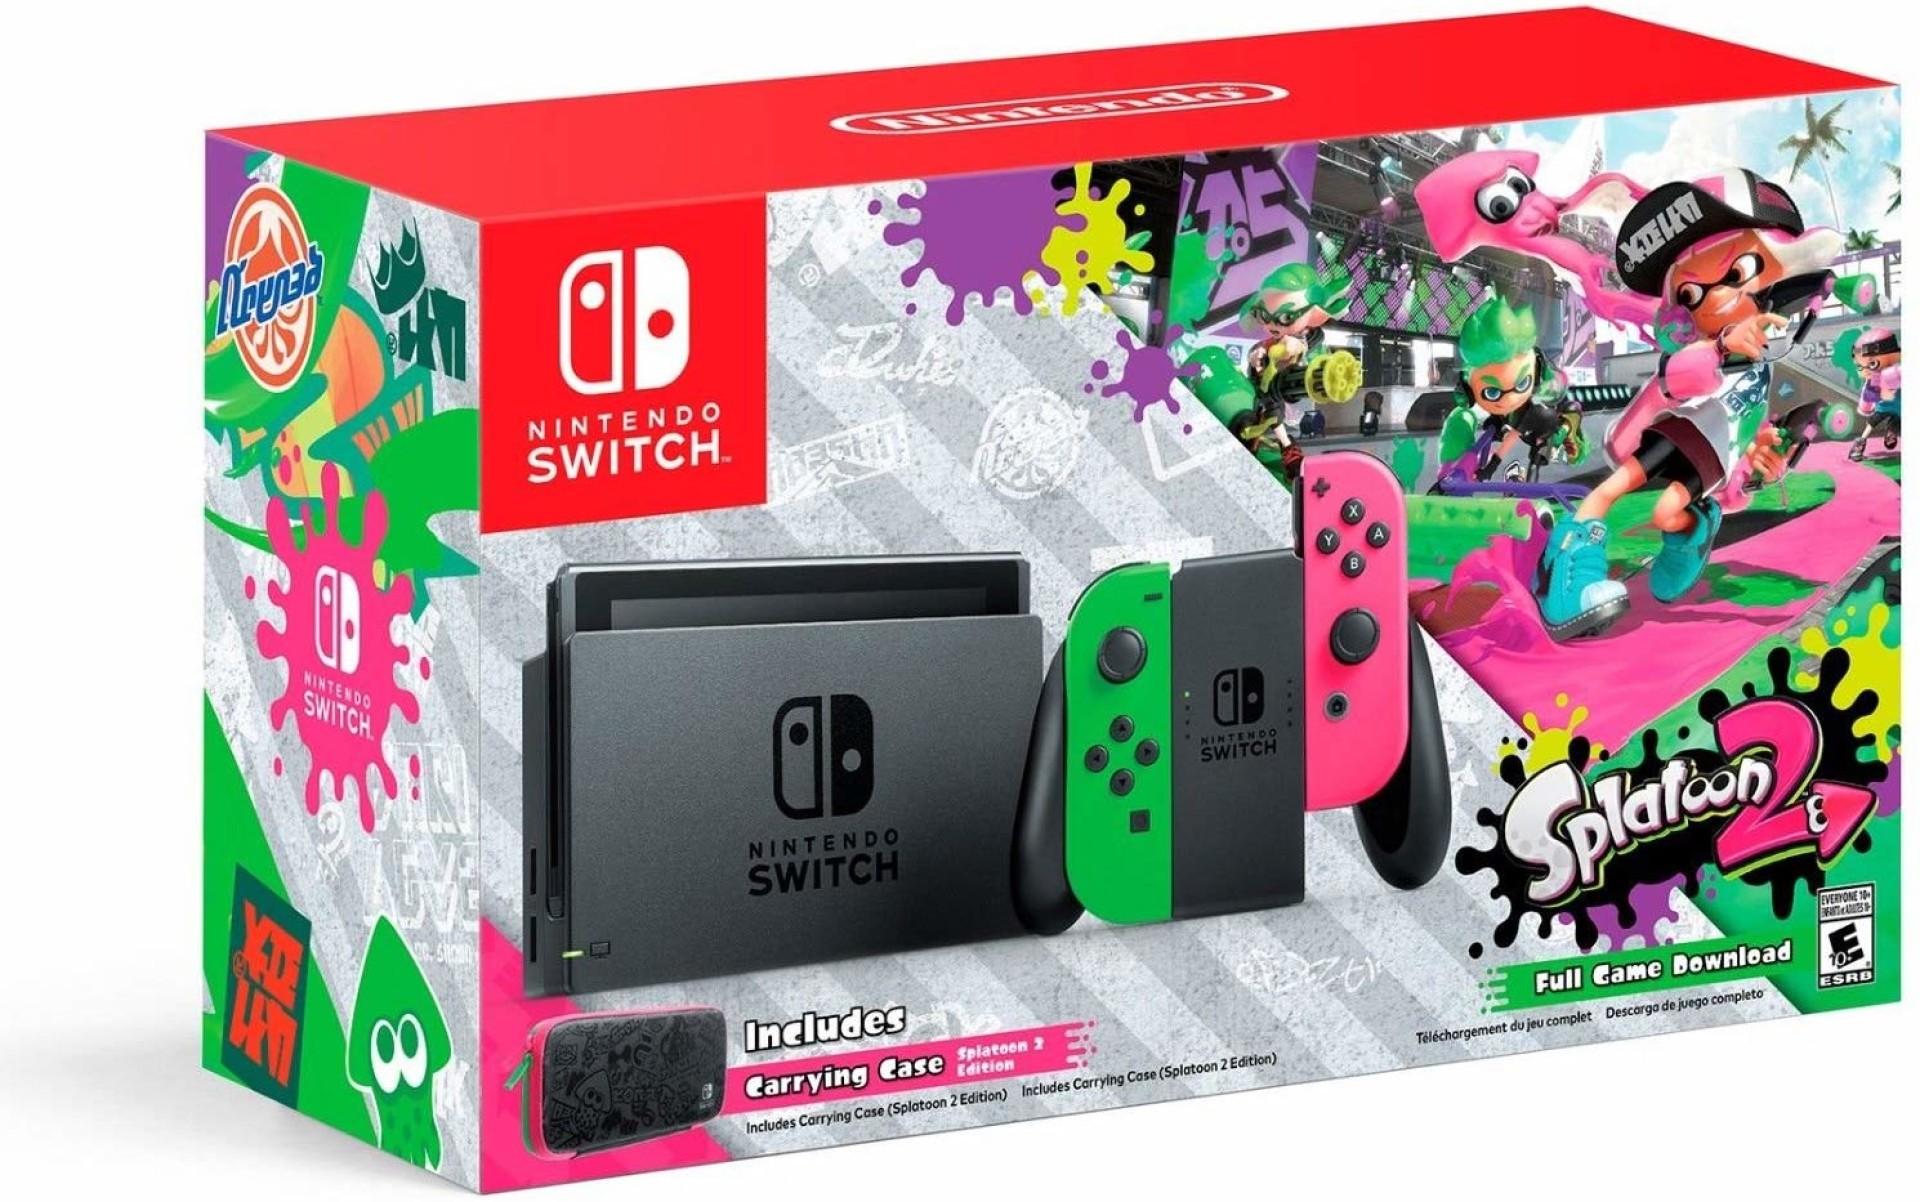 Nintendo
NINTENDO
SWITCH
NINTENDO
SWITCH
NINTENDO
SWITCH
NINTENDO
SWITCH
X
Y
A
B
Splatoon 2
EVERYONE 10+
E
10+
ESRB
Full Game Download
Téléchargement du jeu complet Descarga de juego completo
Includes
Carrying Case Splatoon 2
Edition
Includes Carrying Case (Splatoon 2 Edition) Includes Carrying Case (Splatoon 2 Edition)